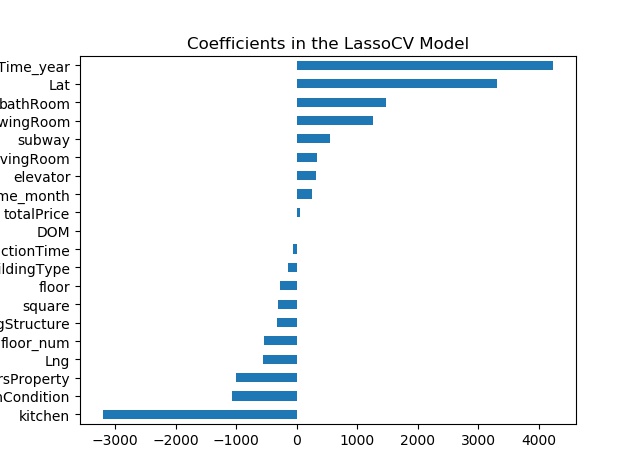 Coefficients in the LassoCV Model
Time_year
Lat
bathRoom
wingRoom
subway
vingRoom
elevator
me_month
totalPrice
DOM
ctionTime
ildingType
floor
square
gStructure
floor_num
Lng
rsProperty
nCondition
kitchen
−3000 −2000 −1000 0 1000 2000 3000 4000